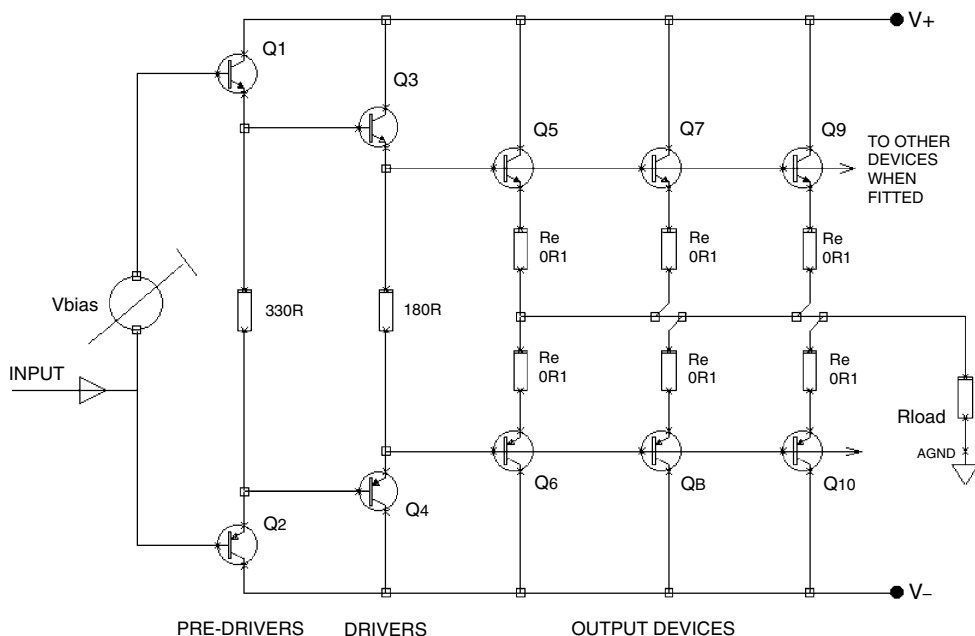 V+
Q1
Q3
Q5
Q7
Q9
TO OTHER
DEVICES
WHEN
FITTED
Re
0R1
Re
0R1
Re
0R1
Vbias
330R
180R
INPUT
Re
0R1
Re
0R1
Re
0R1
Rload
AGND
Q6
QB
Q10
Q2
Q4
V–
PRE-DRIVERS
DRIVERS
OUTPUT DEVICES